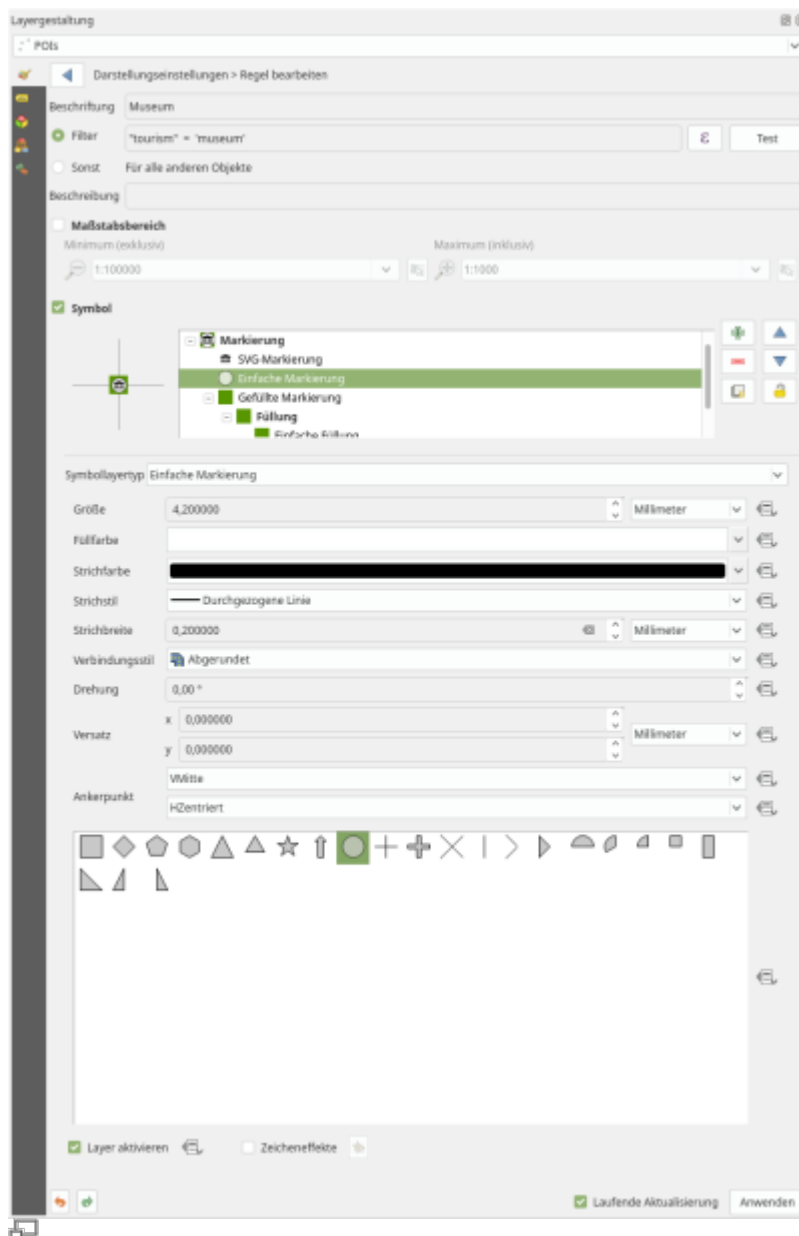 Layergestaltung
POIs
Darstellungseinstellungen > Regel bearbeiten
Beschriftung Museum
Filter "tourism" = 'museum' ε Test
Sonst Für alle anderen Objekte
Beschreibung
Maßstabsbereich
Minimum (exklusiv) Maximum (inklusiv)
1:100000 1:1000
Symbol
Markierung
SVG-Markierung
Einfache Markierung
Gefüllte Markierung
Füllung
Einfache Füllung
Symbollayertyp Einfache Markierung
Größe 4,200000 Millimeter
Füllfarbe
Strichfarbe
Strichstil Durchgezogene Linie
Strichbreite 0,200000 Millimeter
Verbindungsstil Abgerundet
Drehung 0,00 °
x 0,000000
Versatz Millimeter
y 0,000000
VMitte
Ankerpunkt
HZentriert
Layer aktivieren Zeicheneffekte
Laufende Aktualisierung Anwenden